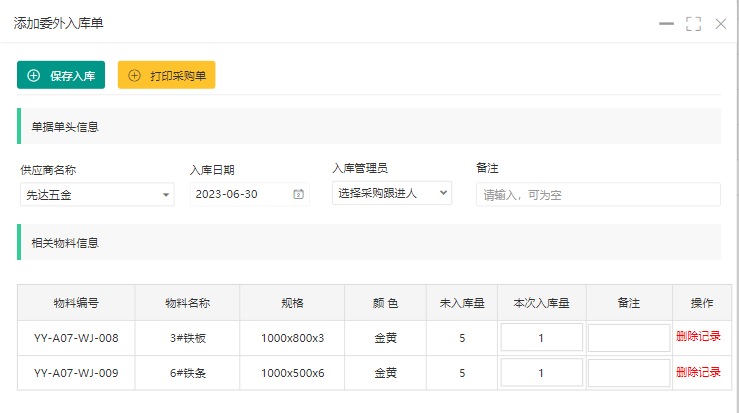 添加委外入库单
保存入库 打印采购单
单据单头信息
供应商名称 入库日期 入库管理员 备注
先达五金 2023-06-30 选择采购跟进人 请输入，可为空
相关物料信息
物料编号 物料名称 规格 颜 色 未入库量 本次入库量 备注 操作
YY-A07-WJ-008 3#铁板 1000x800x3 金黄 5 1 删除记录
YY-A07-WJ-009 6#铁条 1000x500x6 金黄 5 1 删除记录